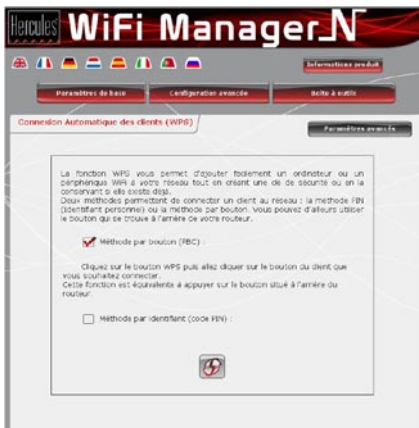 Hercules WiFi Manager N
Informations produit
Paramètres de base
Configuration avancée
Boîte à outils
Connexion Automatique des clients (WPS)
Paramètres avancés
La fonction WPS vous permet d'ajouter facilement un ordinateur ou un
périphérique WiFi à votre réseau tout en créant une clé de sécurité ou en la
conservant si elle existe déjà.
Deux méthodes permettent de connecter un client au réseau : la méthode PIN
(Identifiant personnel) ou la méthode par bouton. Vous pouvez d'ailleurs utiliser
le bouton qui se trouve à l'arrière de votre routeur.
Méthode par bouton (PBC) :
Cliquez sur le bouton WPS puis allez cliquer sur le bouton du client que
vous souhaitez connecter.
Cette fonction est équivalente à appuyer sur le bouton situé à l'arrière du
routeur.
Méthode par identifiant (code PIN) :